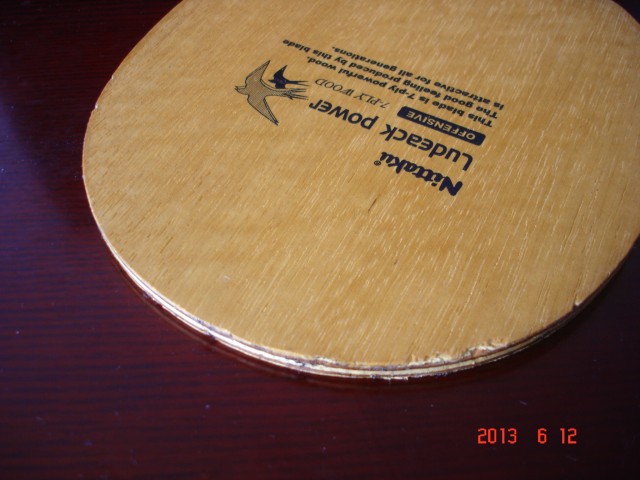 Nittaku
Ludeack power
OFFENSIVE
7-PLY WOOD
This blade is 7-ply powerful wood.
The good feeling produced by this blade
is attractive for all generations.
2013 6 12